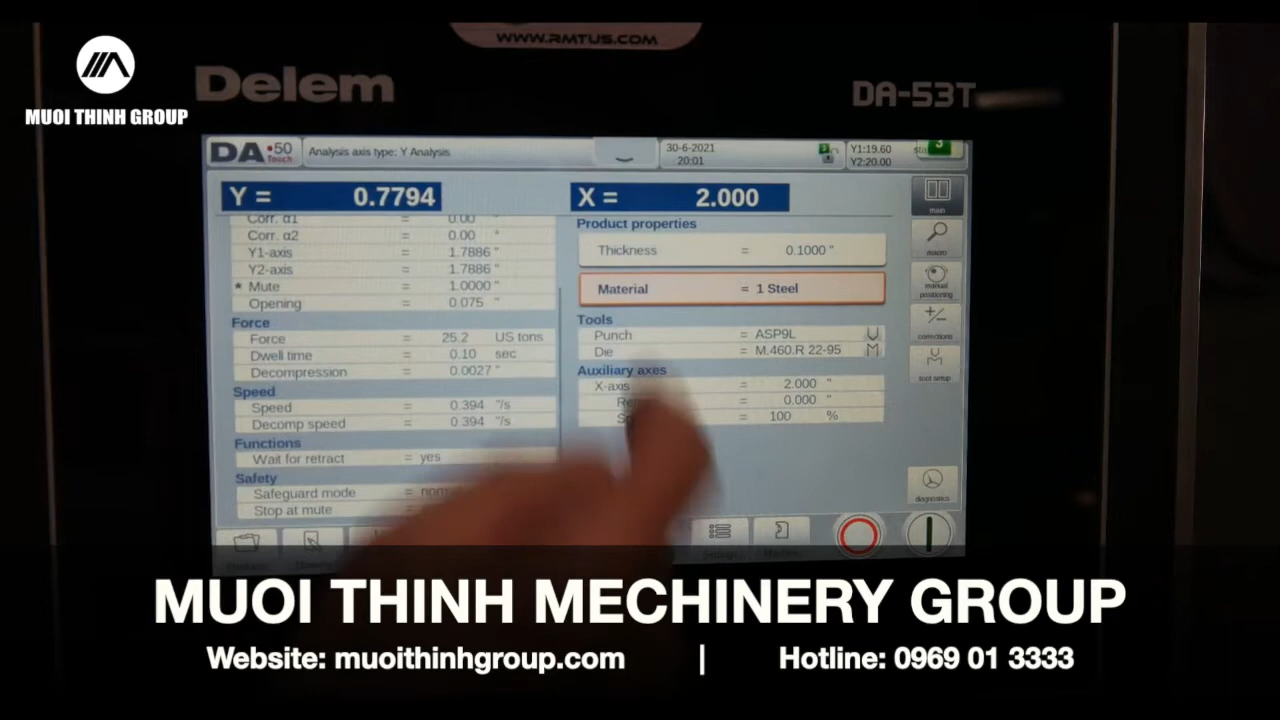 WWW.RMTUS.COM
MUOI THINH GROUP
Delem
DA-53T
DA•50 Touch
Analysis axis type: Y Analysis
30-6-2021
20:01
Y1:19.60
Y2:20.00
Y = 0.7794
X = 2.000
Corr. α1 = 0.00 °
Corr. α2 = 0.00 °
Y1-axis = 1.7886 "
Y2-axis = 1.7886 "
* Mute = 1.0000 "
Opening = 0.075 "
Force
Force = 25.2 US tons
Dwell time = 0.10 sec
Decompression = 0.0027 "
Speed
Speed = 0.394 "/s
Decomp speed = 0.394 "/s
Functions
Wait for retract = yes
Safety
Safeguard mode =
Stop at mute =
Product properties
Thickness = 0.1000 "
Material = 1 Steel
Tools
Punch = ASP9L
Die = M.460.R 22-95
Auxiliary axes
X-axis = 2.000 "
= 0.000 "
= 100 %
main
macro
manual positioning
corrections
tool setup
diagnostics
MUOI THINH MECHINERY GROUP
Website: muoithinhgroup.com | Hotline: 0969 01 3333